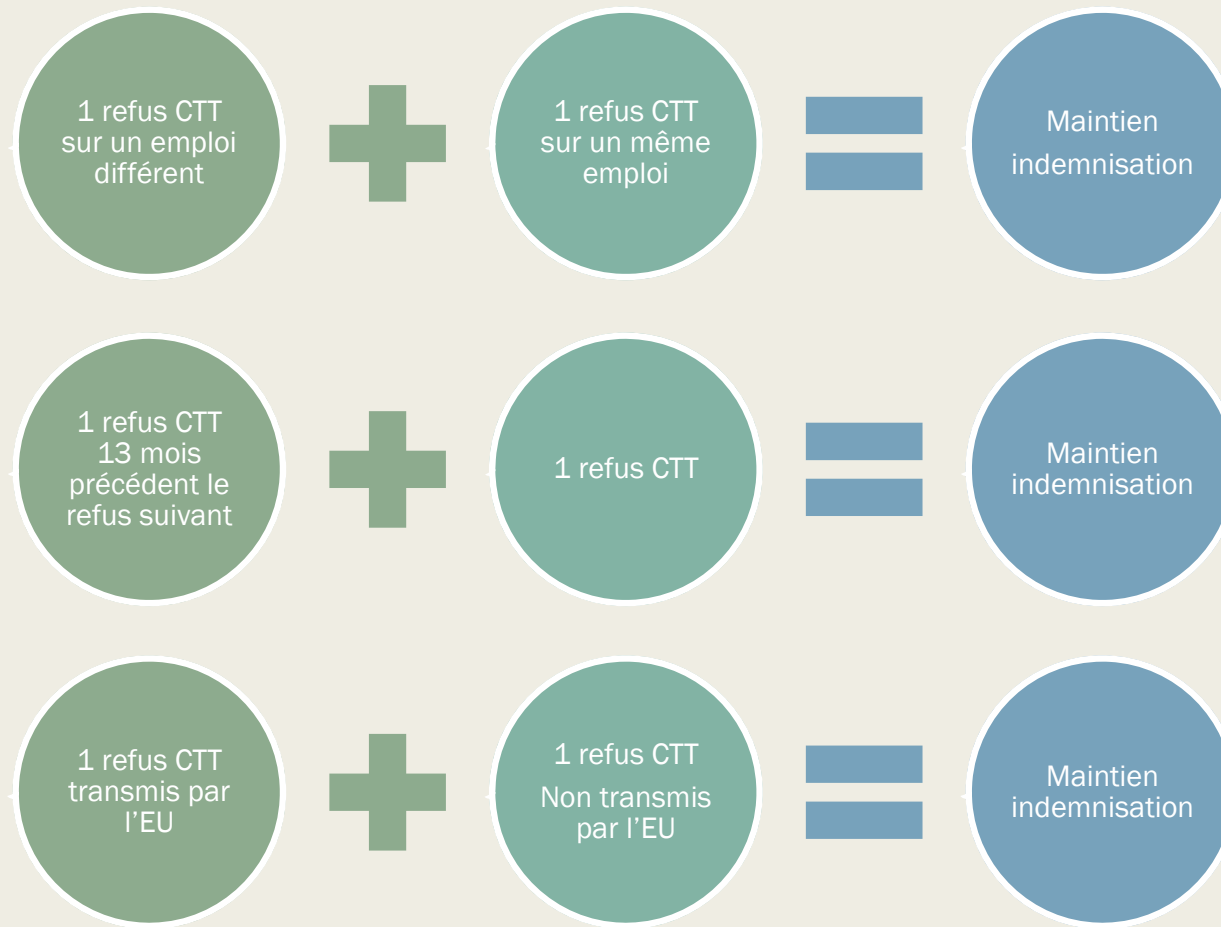 1 refus CTT
sur un emploi
différent
1 refus CTT
sur un même
emploi
Maintien
indemnisation
1 refus CTT
13 mois
précédent le
refus suivant
1 refus CTT
Maintien
indemnisation
1 refus CTT
transmis par
l’EU
1 refus CTT
Non transmis
par l’EU
Maintien
indemnisation